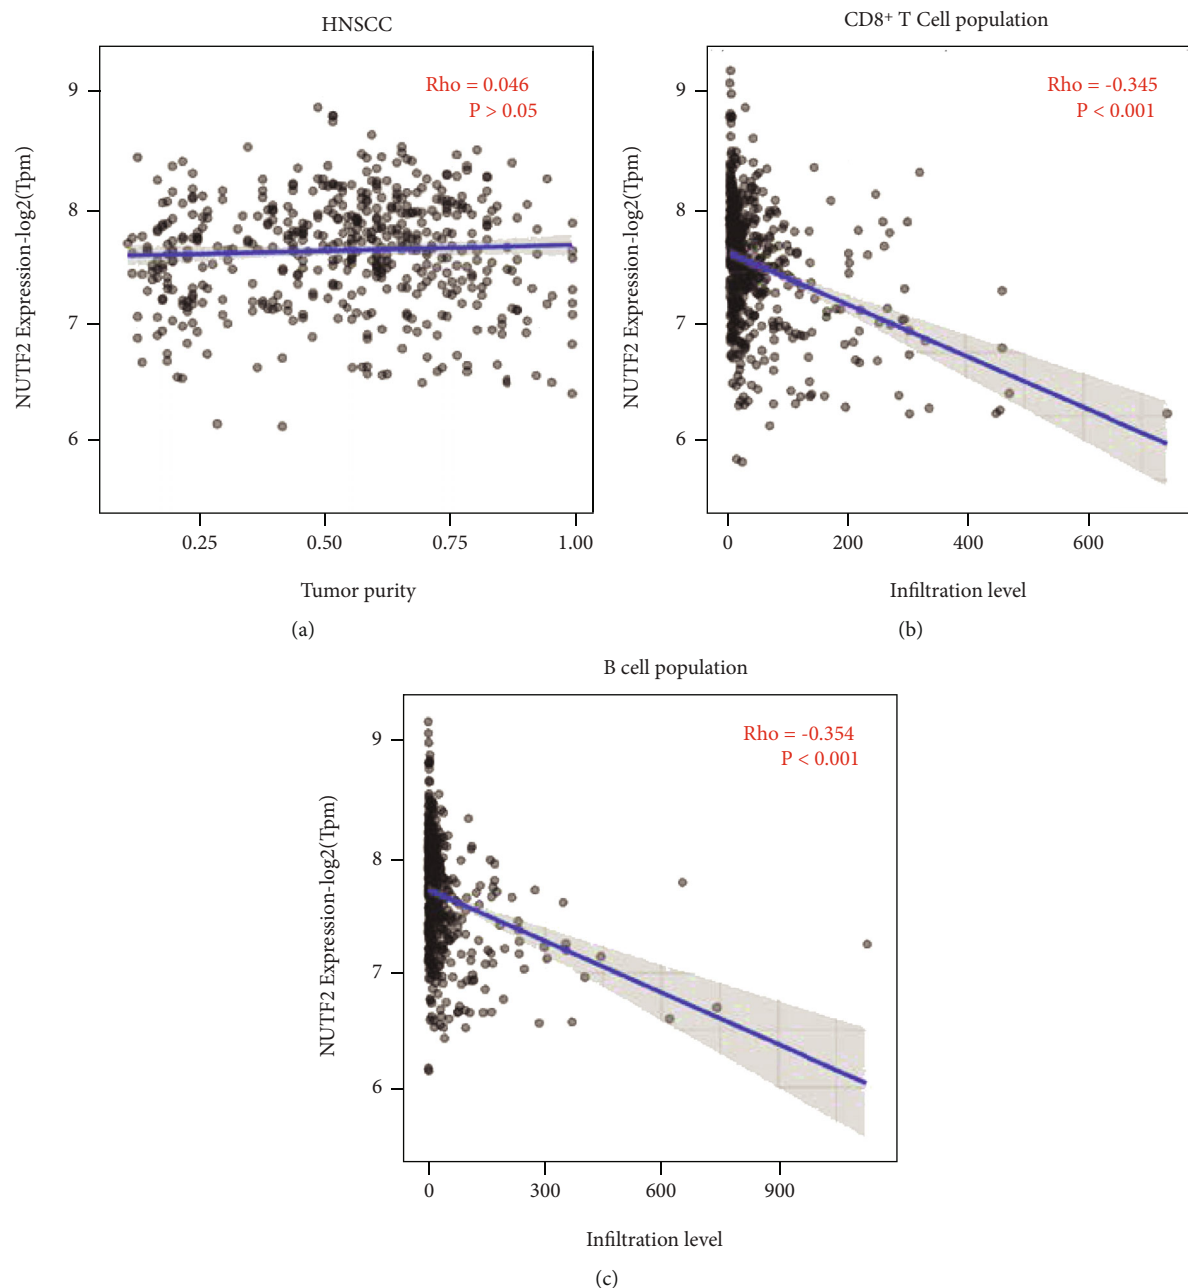 HNSCC
Rho = 0.046
P > 0.05
9
8
7
6
NUTF2 Expression-log2(Tpm)
0.25 0.50 0.75 1.00
Tumor purity
(a)
CD8+ T Cell population
Rho = -0.345
P < 0.001
9
8
7
6
NUTF2 Expression-log2(Tpm)
0 200 400 600
Infiltration level
(b)
B cell population
Rho = -0.354
P < 0.001
9
8
7
6
NUTF2 Expression-log2(Tpm)
0 300 600 900
Infiltration level
(c)